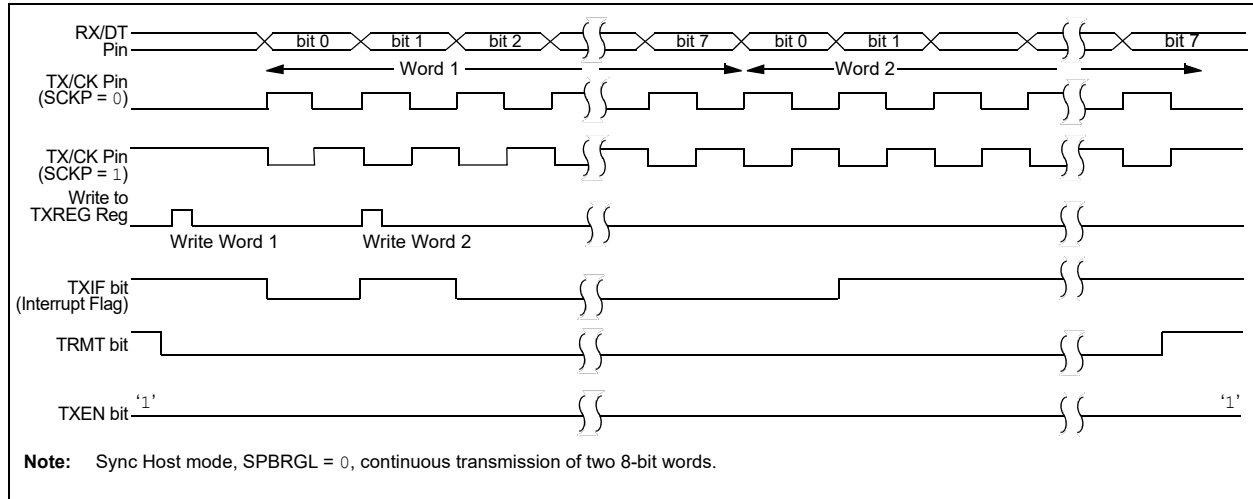 RX/DT
Pin
bit 0 bit 1 bit 2 bit 7 bit 0 bit 1 bit 7
Word 1 Word 2
TX/CK Pin
(SCKP = 0)
TX/CK Pin
(SCKP = 1)
Write to
TXREG Reg
Write Word 1 Write Word 2
TXIF bit
(Interrupt Flag)
TRMT bit
‘1’ ‘1’
TXEN bit
Note: Sync Host mode, SPBRGL = 0, continuous transmission of two 8-bit words.